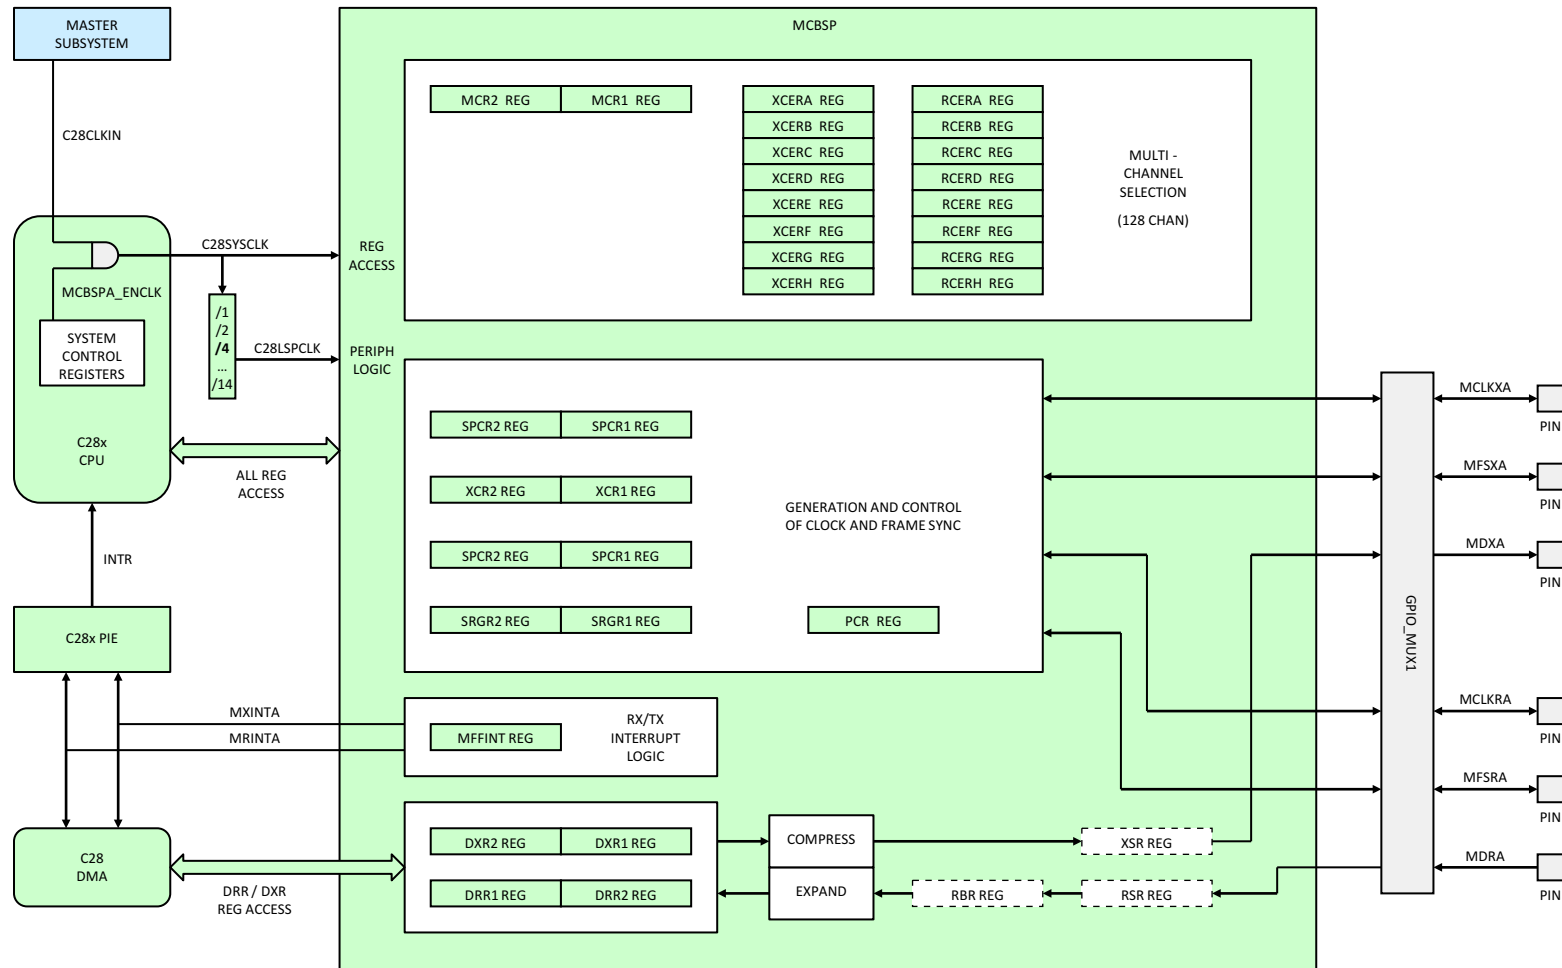 MASTER
SUBSYSTEM
MCBSP
MCR2 REG
MCR1 REG
XCERA REG
RCERA REG
XCERB REG
RCERB REG
XCERC REG
RCERC REG
XCERD REG
RCERD REG
XCERE REG
RCERE REG
XCERF REG
RCERF REG
XCERG REG
RCERG REG
XCERH REG
RCERH REG
MULTI -
CHANNEL
SELECTION
(128 CHAN)
C28CLKIN
C28SYSCLK
REG
ACCESS
MCBSPA_ENCLK
SYSTEM
CONTROL
REGISTERS
/1
/2
/4
...
/14
C28LSPCLK
PERIPH
LOGIC
C28x
CPU
ALL REG
ACCESS
SPCR2 REG
SPCR1 REG
XCR2 REG
XCR1 REG
SPCR2 REG
SPCR1 REG
SRGR2 REG
SRGR1 REG
GENERATION AND CONTROL
OF CLOCK AND FRAME SYNC
PCR REG
INTR
C28x PIE
MXINTA
MRINTA
MFFINT REG
RX/TX
INTERRUPT
LOGIC
C28
DMA
DRR / DXR
REG ACCESS
DXR2 REG
DXR1 REG
DRR1 REG
DRR2 REG
COMPRESS
EXPAND
XSR REG
RBR REG
RSR REG
GPIO_MUX1
MCLKXA
PIN
MFSXA
PIN
MDXA
PIN
MCLKRA
PIN
MFSRA
PIN
MDRA
PIN